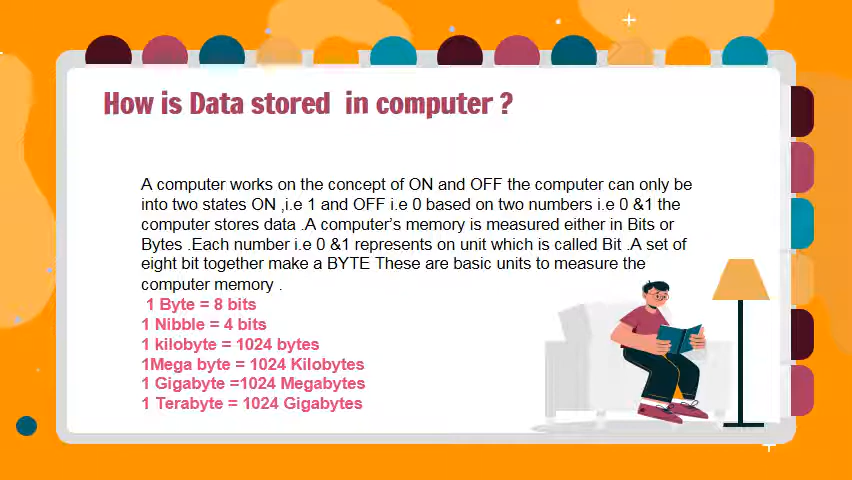 How is Data stored in computer ?
A computer works on the concept of ON and OFF the computer can only be
into two states ON ,i.e 1 and OFF i.e 0 based on two numbers i.e 0 &1 the
computer stores data .A computer's memory is measured either in Bits or
Bytes .Each number i.e 0 &1 represents on unit which is called Bit .A set of
eight bit together make a BYTE These are basic units to measure the
computer memory .
1 Byte = 8 bits
1 Nibble = 4 bits
1 kilobyte = 1024 bytes
1Mega byte = 1024 Kilobytes
1 Gigabyte =1024 Megabytes
1 Terabyte = 1024 Gigabytes